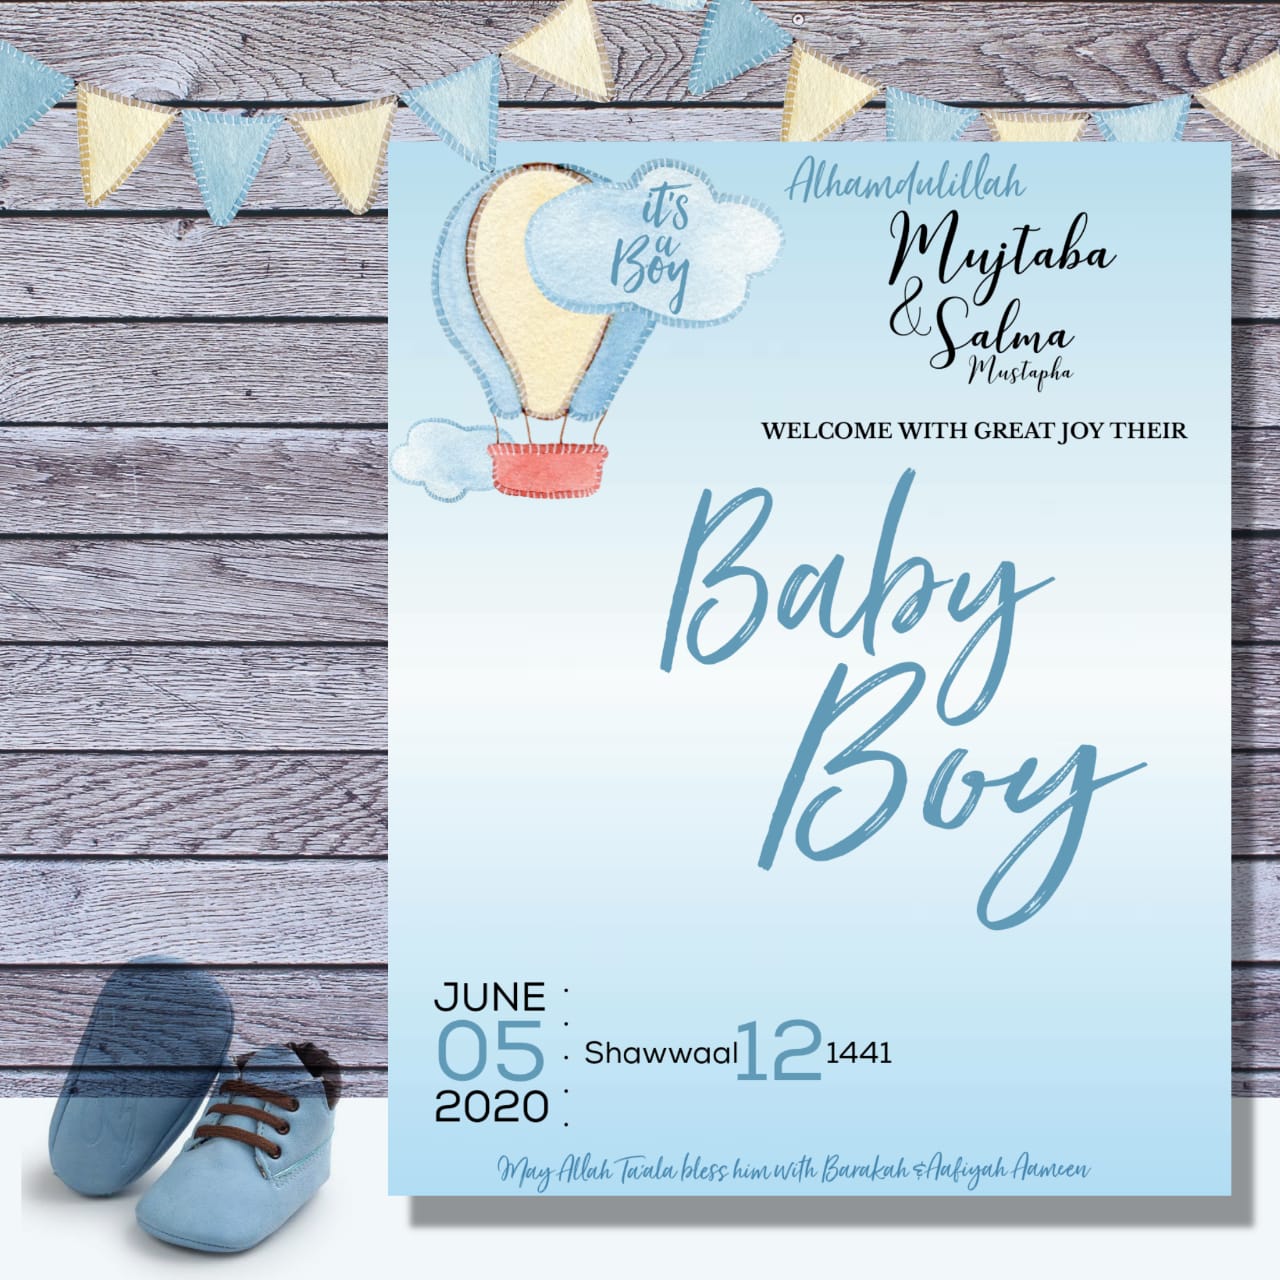 it's
a
Boy
Alhamdulillah
Mujtaba
&
Salma
Mustapha
WELCOME WITH GREAT JOY THEIR
Baby
Boy
JUNE
05
2020
Shawwaal 12 1441
May Allah Ta'ala bless him with Barakah & Aafiyah Aameen